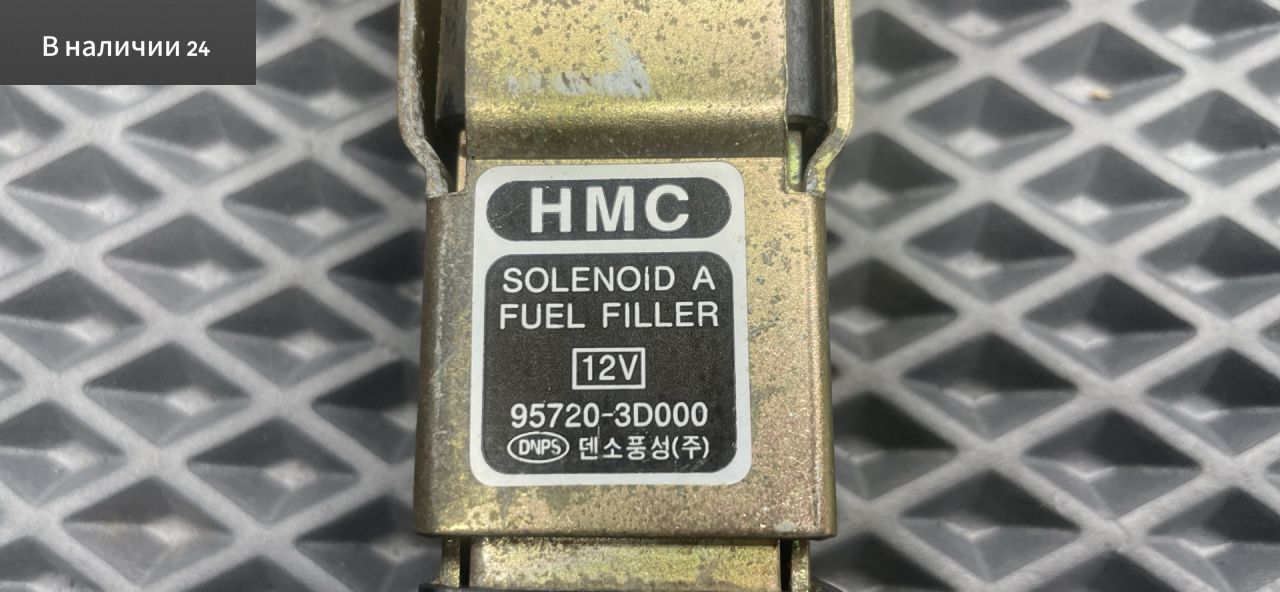 В наличии 24
HMC
SOLENOID A
FUEL FILLER
12V
95720-3D000
DNPS 덴소풍성(주)